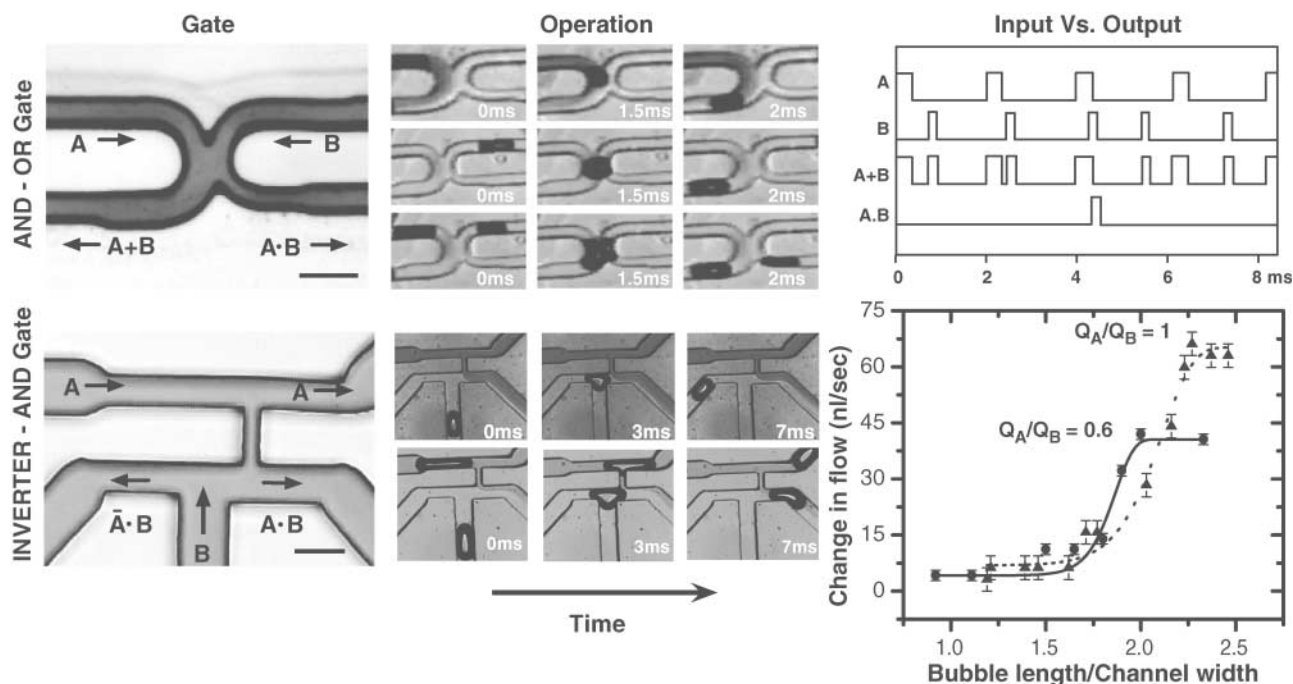 Gate
Operation
Input Vs. Output
AND - OR Gate
A
B
A+B
A·B
0ms
1.5ms
2ms
0ms
1.5ms
2ms
0ms
1.5ms
2ms
A
B
A+B
A.B
0 2 4 6 8 ms
INVERTER - AND Gate
A
A
Ā·B
B
A·B
0ms
3ms
7ms
0ms
3ms
7ms
Time
Change in flow (nl/sec)
75
60
45
30
15
0
Q_A/Q_B = 1
Q_A/Q_B = 0.6
1.0 1.5 2.0 2.5
Bubble length/Channel width